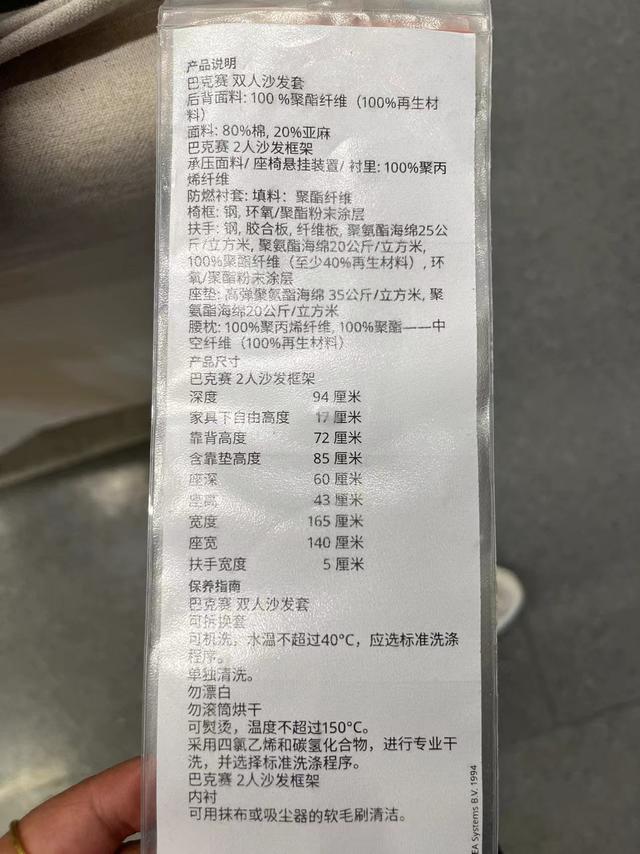 产品说明
巴克赛 双人沙发套
后背面料: 100 %聚酯纤维（100%再生材
料）
面料: 80%棉, 20%亚麻
巴克赛 2人沙发框架
承压面料/ 座椅悬挂装置/ 衬里: 100%聚丙
烯纤维
防燃衬套: 填料： 聚酯纤维
椅框: 钢, 环氧/聚酯粉末涂层
扶手: 钢, 胶合板, 纤维板, 聚氨酯海绵25公
斤/立方米, 聚氨酯海绵20公斤/立方米,
100%聚酯纤维（至少40%再生材料）, 环
氧/聚酯粉末涂层
座垫: 高弹聚氨酯海绵 35公斤/立方米, 聚
氨酯海绵20公斤/立方米
腰枕: 100%聚丙烯纤维, 100%聚酯——中
空纤维（100%再生材料）
产品尺寸
巴克赛 2人沙发框架
深度 94 厘米
家具下自由高度 17 厘米
靠背高度 72 厘米
含靠垫高度 85 厘米
座深 60 厘米
座高 43 厘米
宽度 165 厘米
座宽 140 厘米
扶手宽度 5 厘米
保养指南
巴克赛 双人沙发套
可拆换套
可机洗，水温不超过40°C，应选标准洗涤
程序。
单独清洗。
勿漂白
勿滚筒烘干
可熨烫，温度不超过150°C。
采用四氯乙烯和碳氢化合物，进行专业干
洗，并选择标准洗涤程序。
巴克赛 2人沙发框架
内衬
可用抹布或吸尘器的软毛刷清洁。
EA Systems B.V. 1994